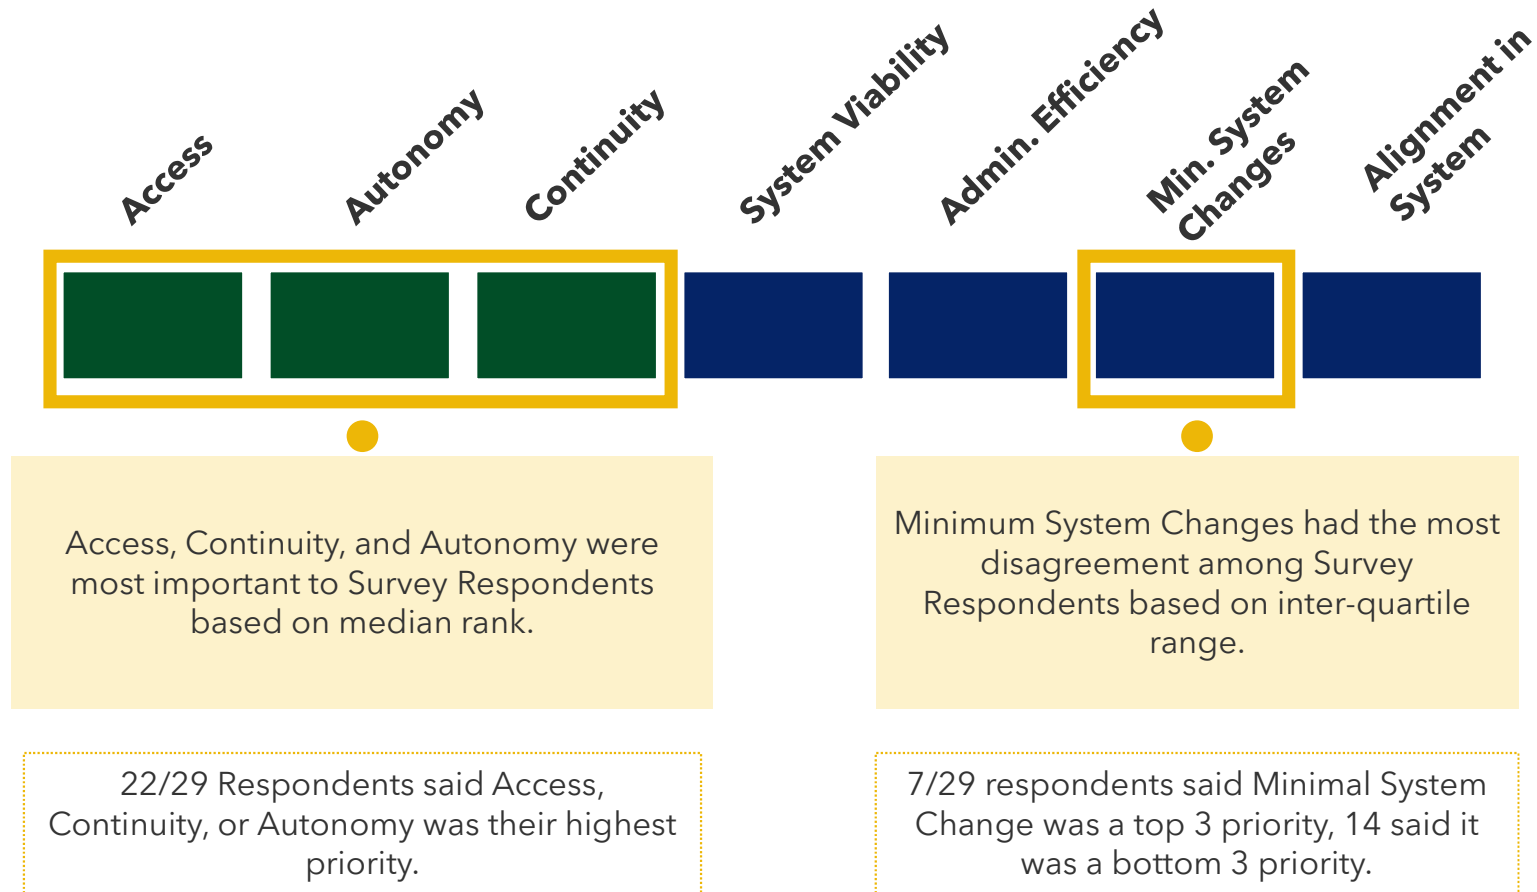 Access
Autonomy
Continuity
System Viability
Admin. Efficiency
Min. System
Changes
Alignment in
System
Access, Continuity, and Autonomy were
most important to Survey Respondents
based on median rank.
Minimum System Changes had the most
disagreement among Survey
Respondents based on inter-quartile
range.
22/29 Respondents said Access,
Continuity, or Autonomy was their highest
priority.
7/29 respondents said Minimal System
Change was a top 3 priority, 14 said it
was a bottom 3 priority.